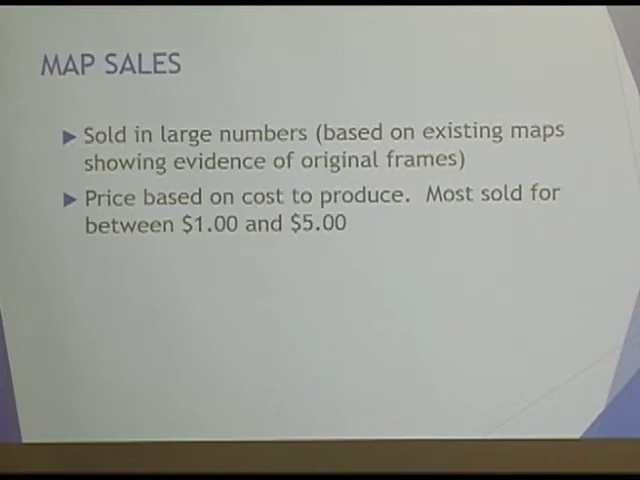 MAP SALES
Sold in large numbers (based on existing maps
showing evidence of original frames)
Price based on cost to produce. Most sold for
between $1.00 and $5.00